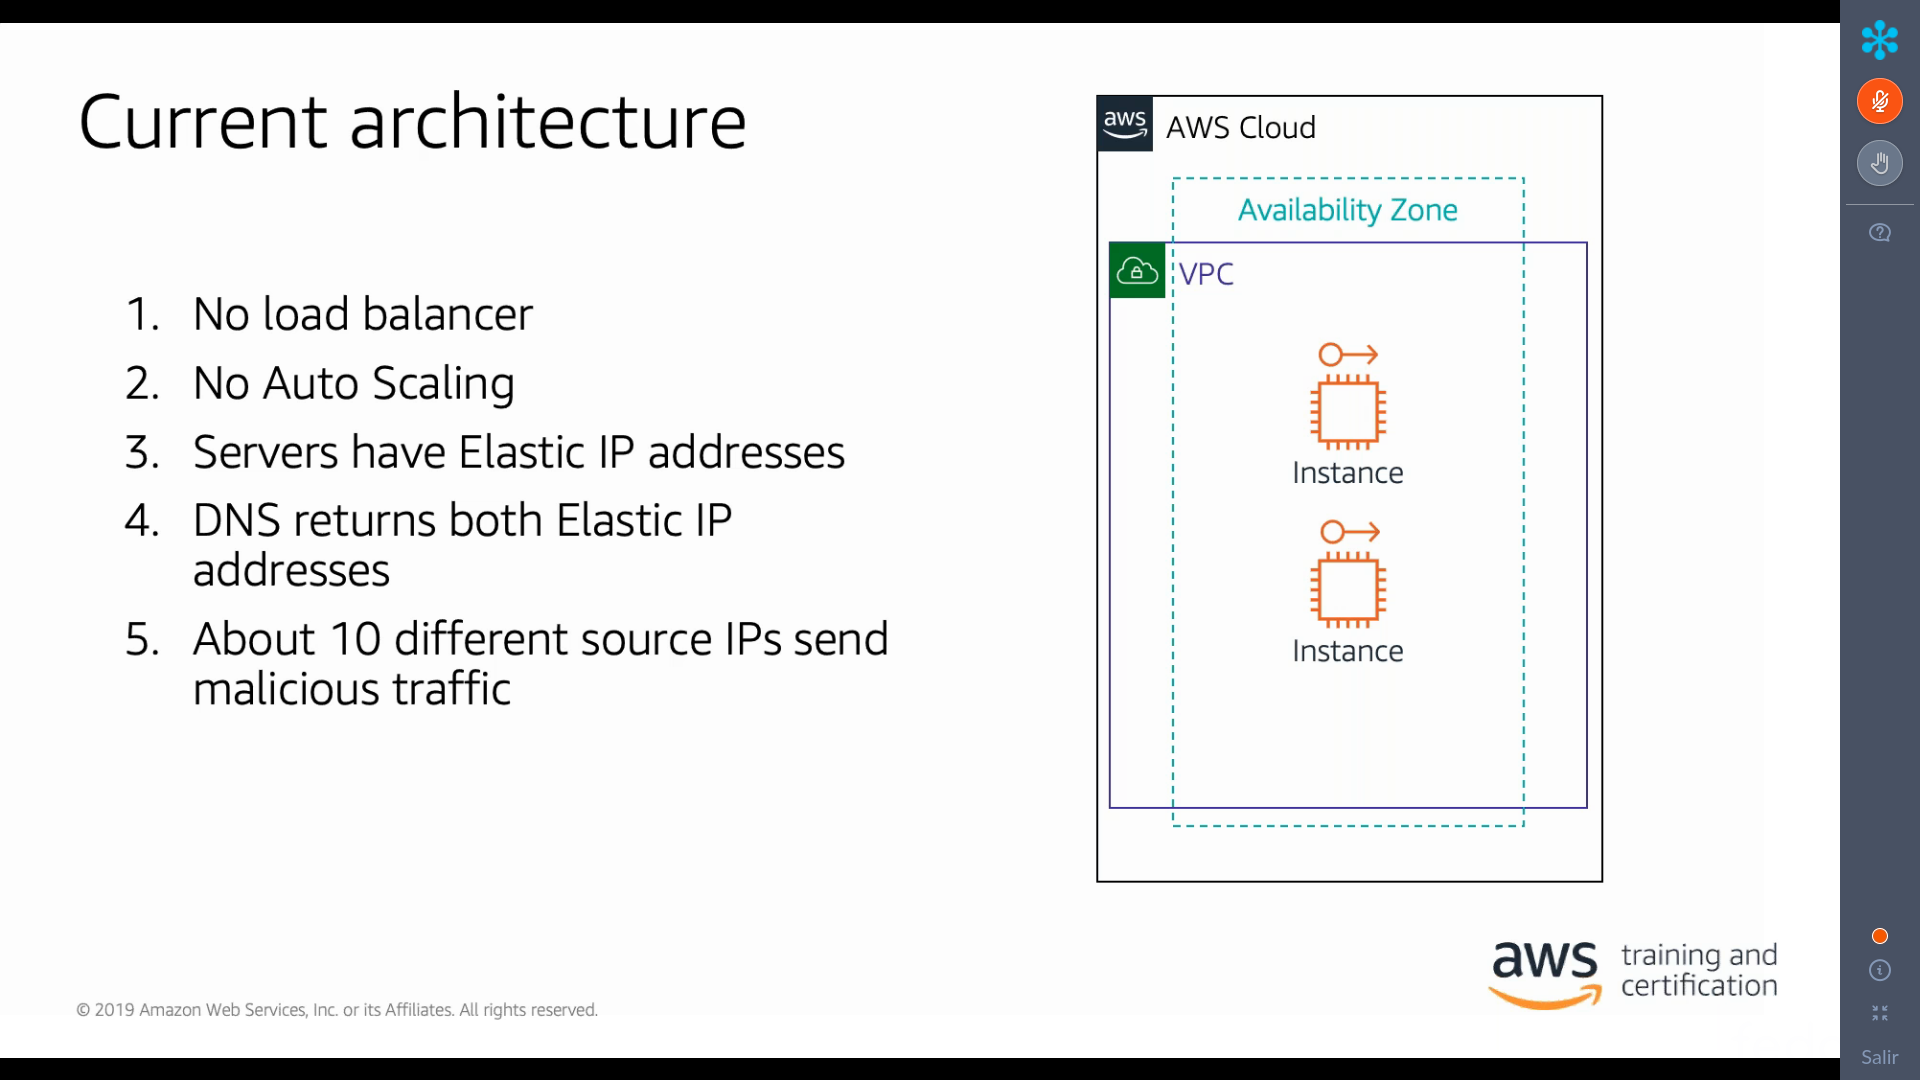 Current architecture
1. No load balancer
2. No Auto Scaling
3. Servers have Elastic IP addresses
4. DNS returns both Elastic IP
addresses
5. About 10 different source IPs send
malicious traffic
aws
AWS Cloud
Availability Zone
VPC
Instance
Instance
© 2019 Amazon Web Services, Inc. or its Affiliates. All rights reserved.
aws
training and
certification
Salir